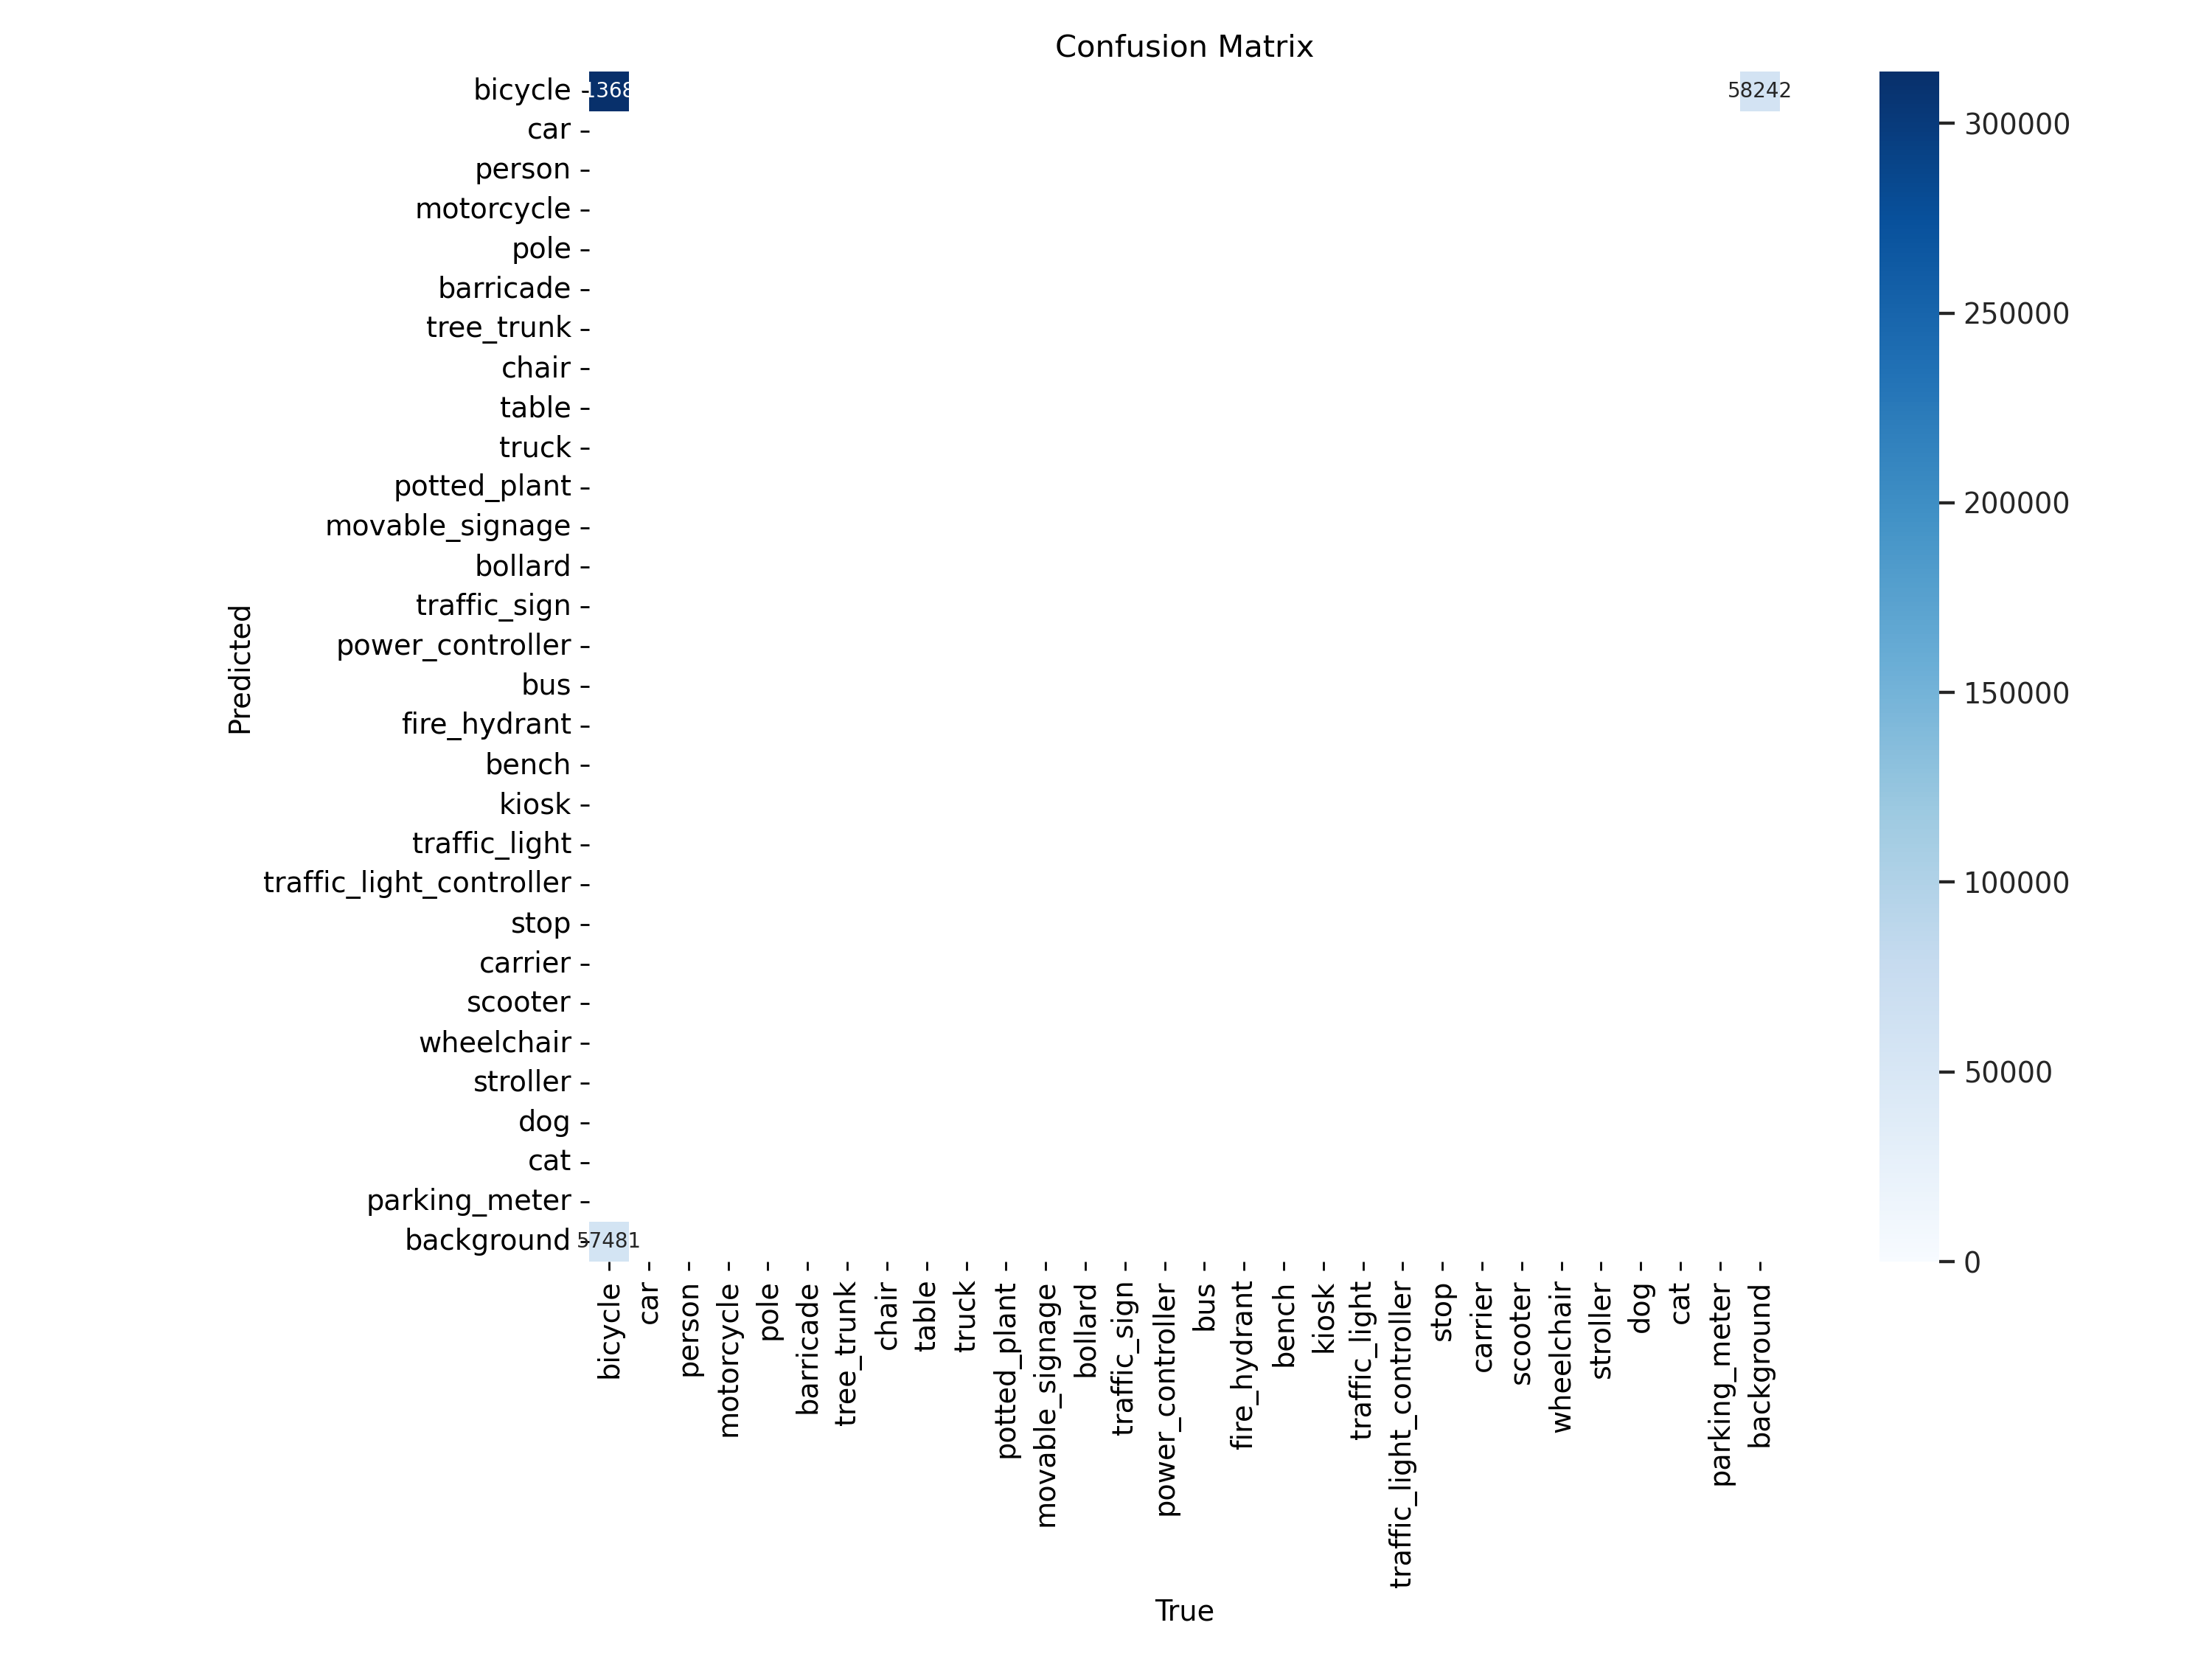 Confusion Matrix
bicycle
car
person
motorcycle
pole
barricade
tree_trunk
chair
table
truck
potted_plant
movable_signage
bollard
traffic_sign
power_controller
bus
fire_hydrant
bench
kiosk
traffic_light
traffic_light_controller
stop
carrier
scooter
wheelchair
stroller
dog
cat
parking_meter
background
Predicted
58242
57481
bicycle
car
person
motorcycle
pole
barricade
tree_trunk
chair
table
truck
potted_plant
movable_signage
bollard
traffic_sign
power_controller
bus
fire_hydrant
bench
kiosk
traffic_light
traffic_light_controller
stop
carrier
scooter
wheelchair
stroller
dog
cat
parking_meter
background
True
300000
250000
200000
150000
100000
50000
0